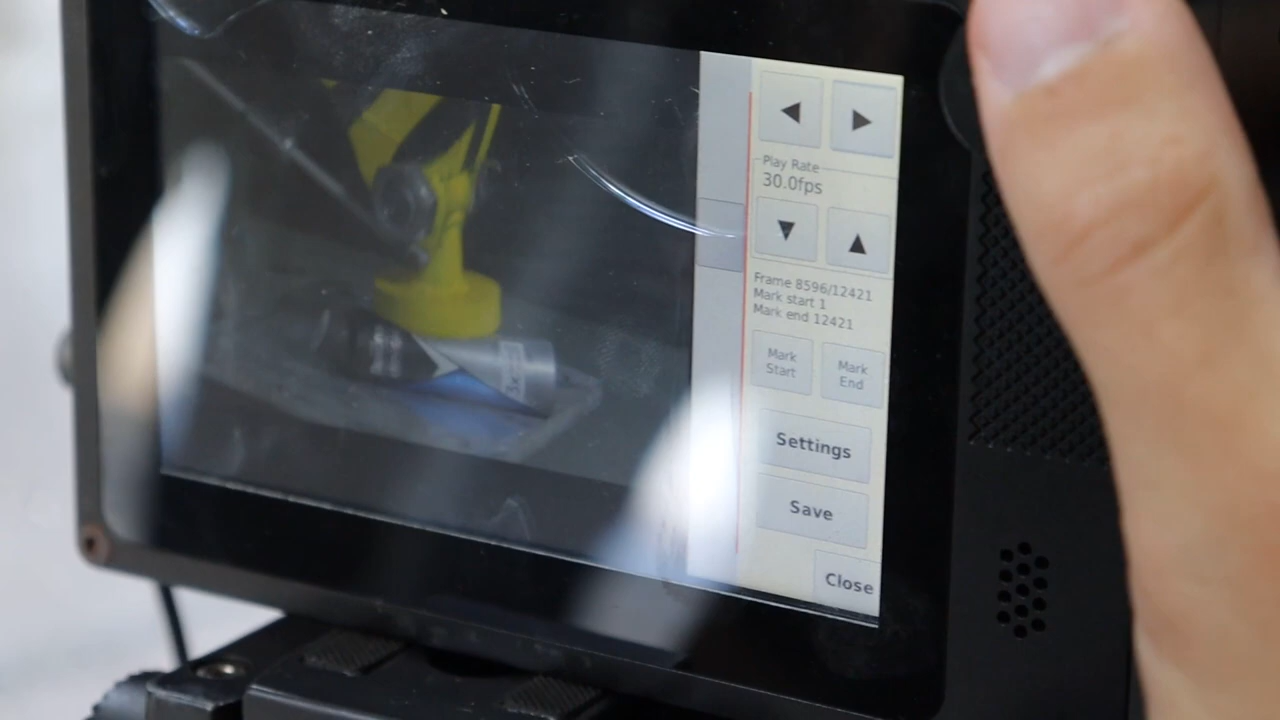 Play Rate
30.0fps
Frame 8596/12421
Mark start 1
Mark end 12421
Mark
Start
Mark
End
Settings
Save
Close